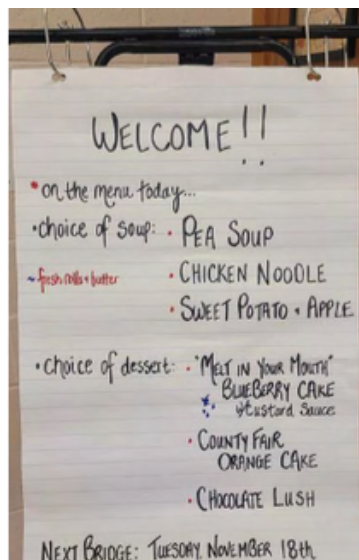 WELCOME!!
•on the menu today...
•choice of soup: • PEA SOUP
~fresh rolls + butter • CHICKEN NOODLE
• SWEET POTATO + APPLE
•choice of dessert: • "MELT IN YOUR MOUTH"
BLUEBERRY CAKE
w/custard sauce
• COUNTY FAIR
ORANGE CAKE
• CHOCOLATE LUSH
NEXT BRIDGE: TUESDAY, NOVEMBER 18th